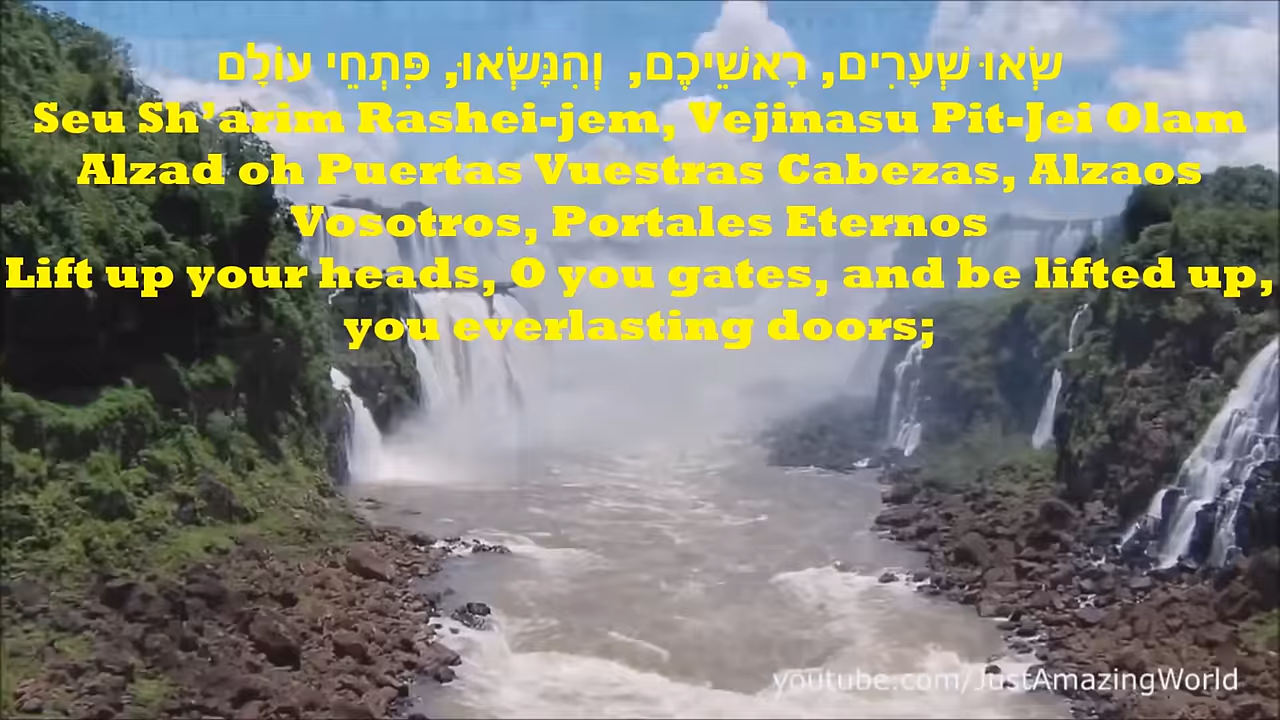 שְׂאוּ שְׁעָרִים, רָאשֵׁיכֶם, וְהִנָּשְׂאוּ, פִּתְחֵי עוֹלָם
Seu Sh’arim Rashei-jem, Vejinasu Pit-Jei Olam
Alzad oh Puertas Vuestras Cabezas, Alzaos
Vosotros, Portales Eternos
Lift up your heads, O you gates, and be lifted up,
you everlasting doors;
youtube.com/JustAmazingWorld